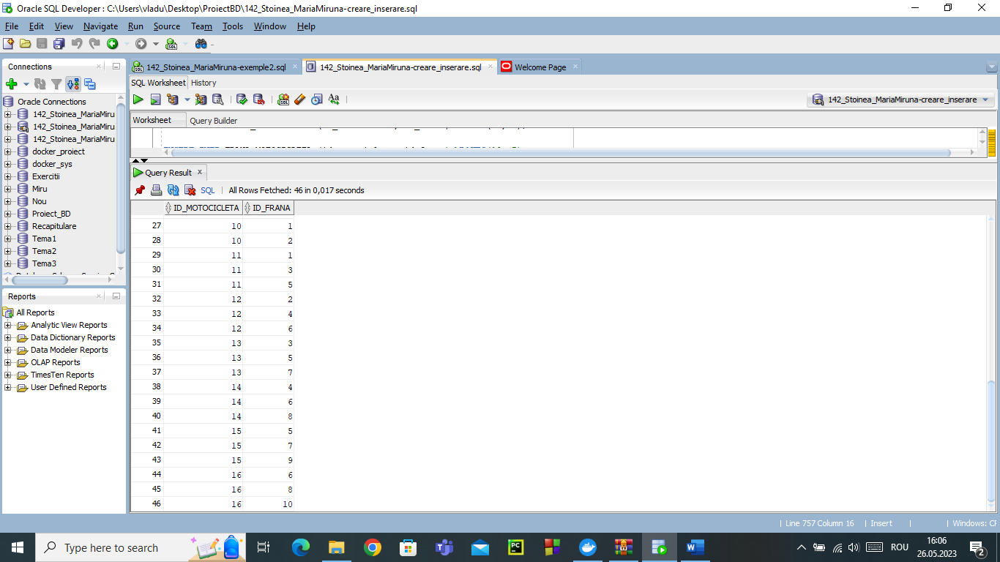 Oracle SQL Developer : C:\Users\vladu\Desktop\ProiectBD\142_Stoinea_MariaMiruna-creare_inserare.sql
File Edit View Navigate Run Source Team Tools Window Help
Connections
Oracle Connections
142_Stoinea_MariaMiru
142_Stoinea_MariaMiru
142_Stoinea_MariaMiru
docker_proiect
docker_sys
Exercitii
Miru
Nou
Proiect_BD
Recapitulare
Tema1
Tema2
Tema3
Reports
All Reports
Analytic View Reports
Data Dictionary Reports
Data Modeler Reports
OLAP Reports
TimesTen Reports
User Defined Reports
142_Stoinea_MariaMiruna-exemple2.sql 142_Stoinea_MariaMiruna-creare_inserare.sql Welcome Page
SQL Worksheet History
142_Stoinea_MariaMiruna-creare_inserare
Worksheet Query Builder
Query Result
SQL All Rows Fetched: 46 in 0,017 seconds
ID_MOTOCICLETA ID_FRANA
27 10 1
28 10 2
29 11 1
30 11 3
31 11 5
32 12 2
33 12 4
34 12 6
35 13 3
36 13 5
37 13 7
38 14 4
39 14 6
40 14 8
41 15 5
42 15 7
43 15 9
44 16 6
45 16 8
46 16 10
Line 757 Column 16 Insert Windows: CF
Type here to search
ROU
16:06
26.05.2023
2